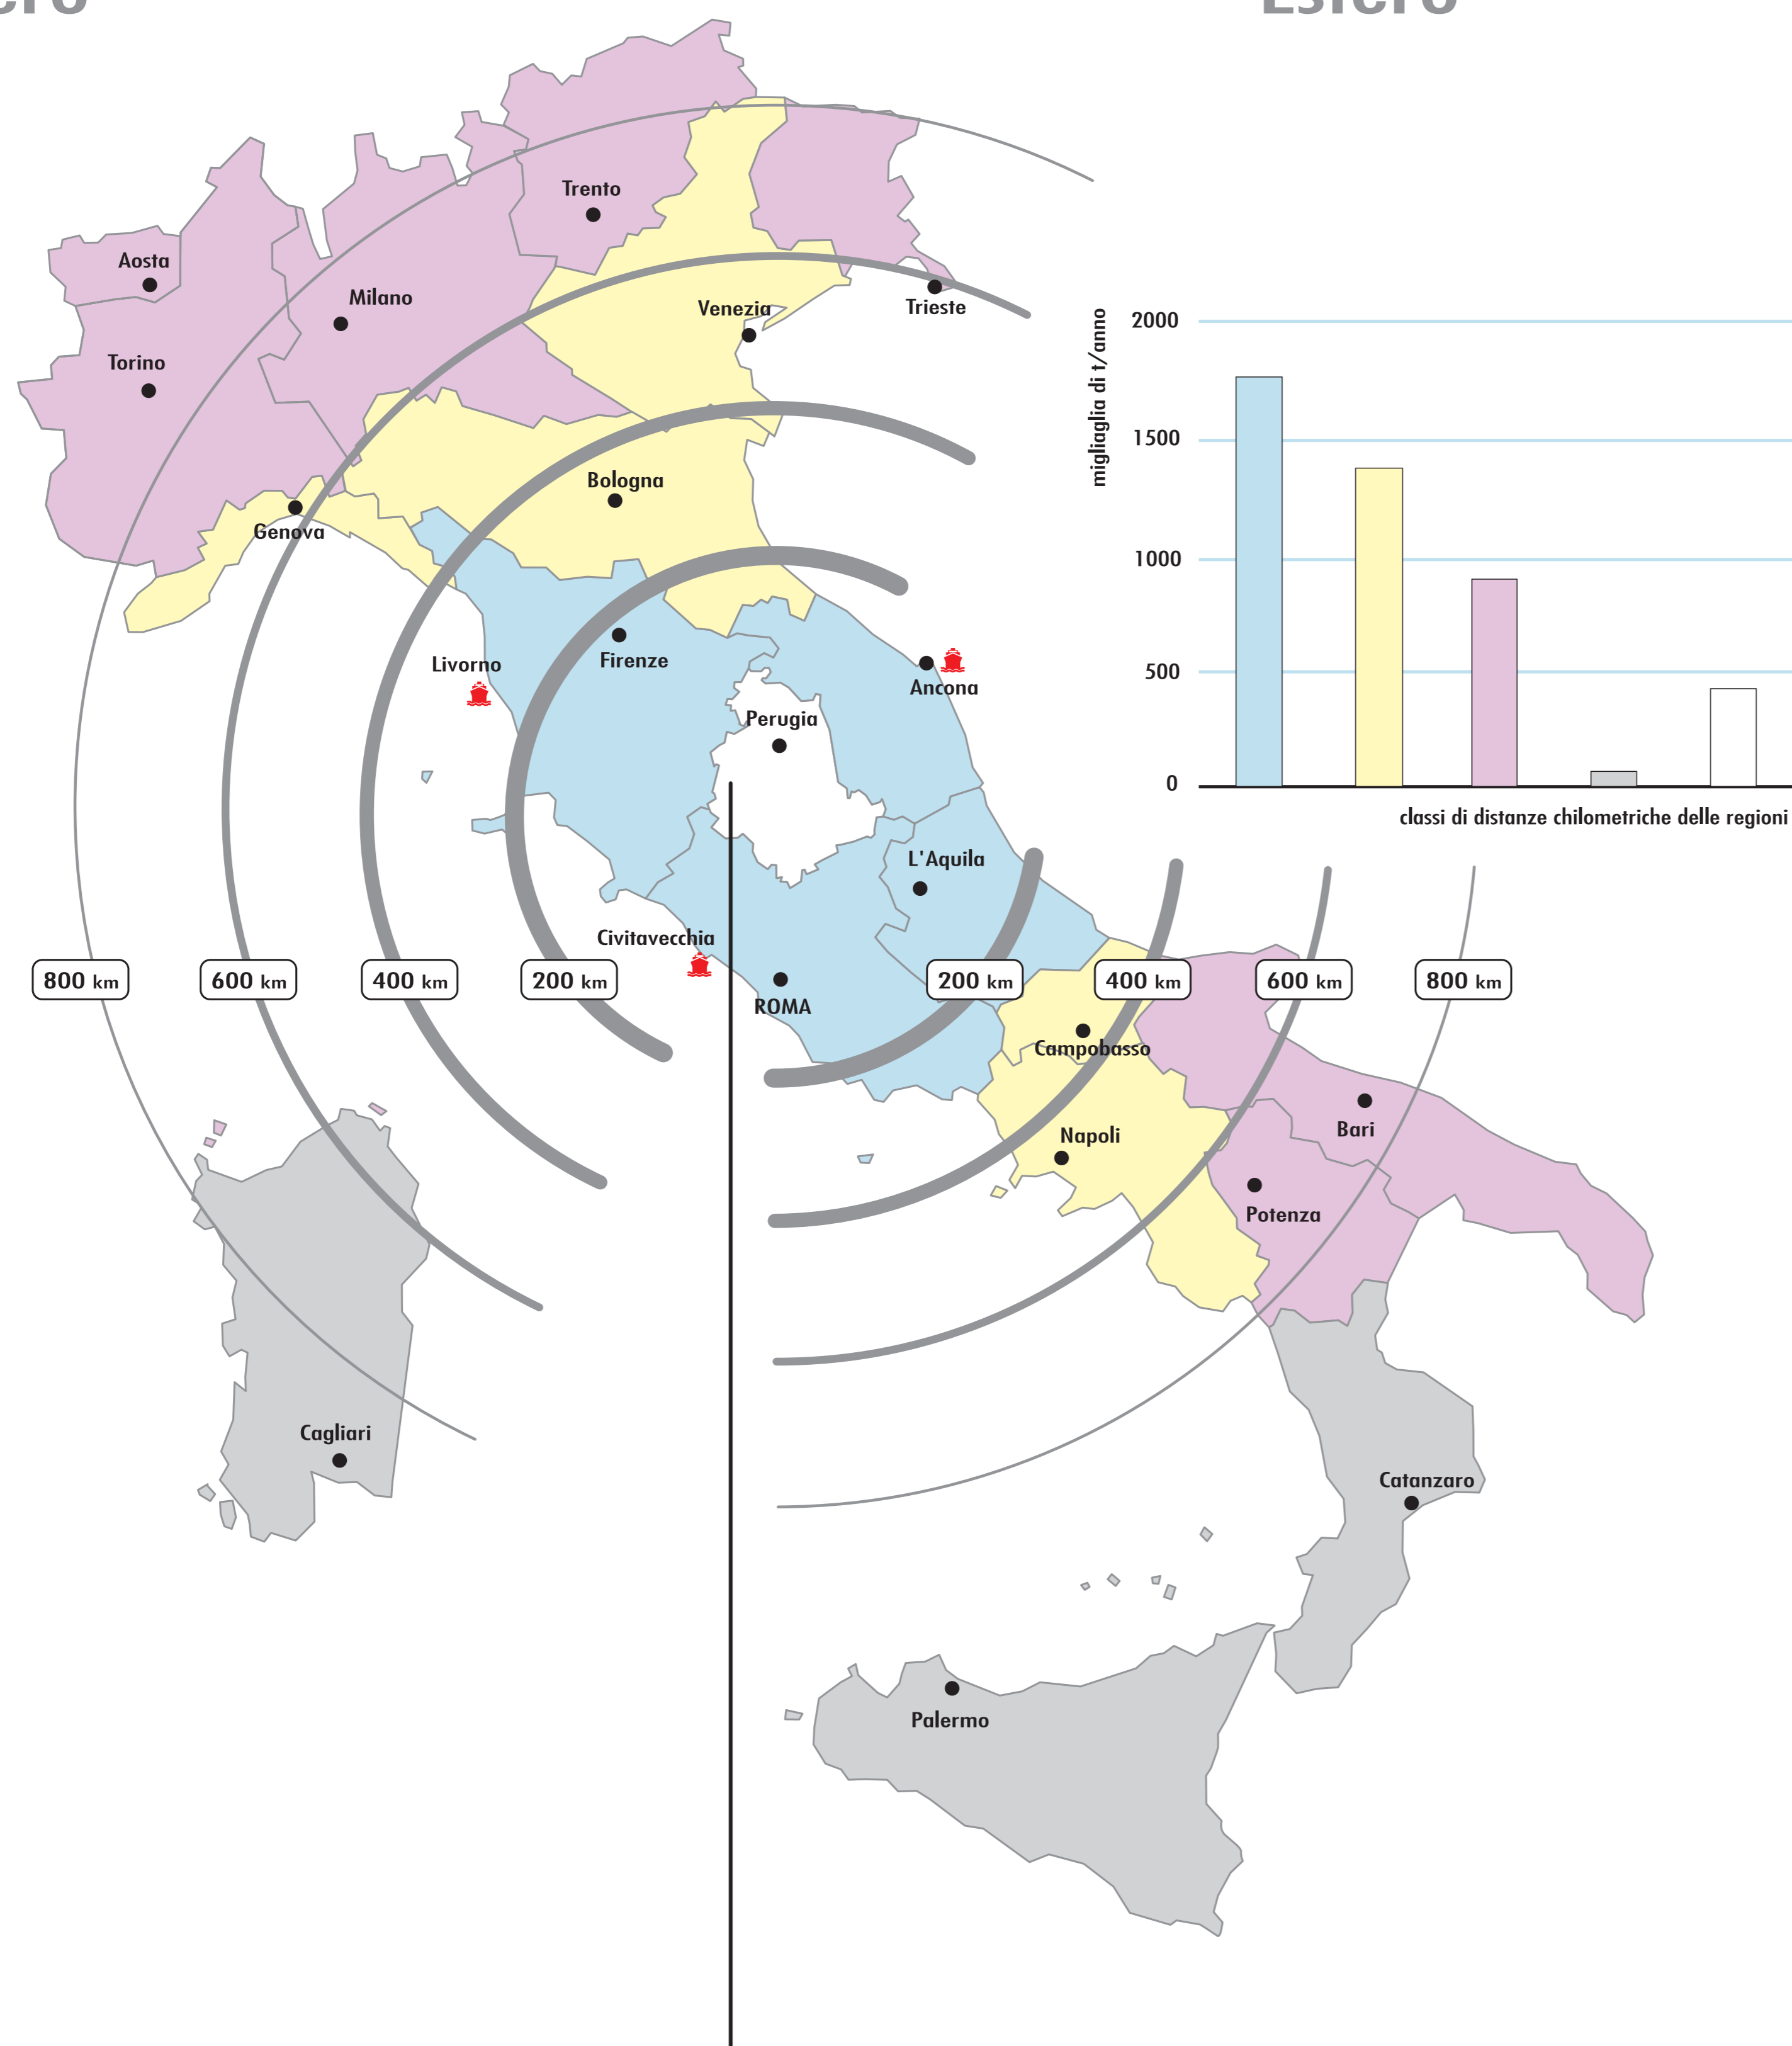 Estero
Trento
Aosta
Milano
Venezia
Trieste
Torino
Genova
Bologna
Livorno
Firenze
Ancona
Perugia
migliaglia di t/anno
2000
1500
1000
500
0
classi di distanze chilometriche delle regioni
L'Aquila
Civitavecchia
800 km
600 km
400 km
200 km
200 km
400 km
600 km
800 km
ROMA
Campobasso
Napoli
Bari
Potenza
Cagliari
Catanzaro
Palermo